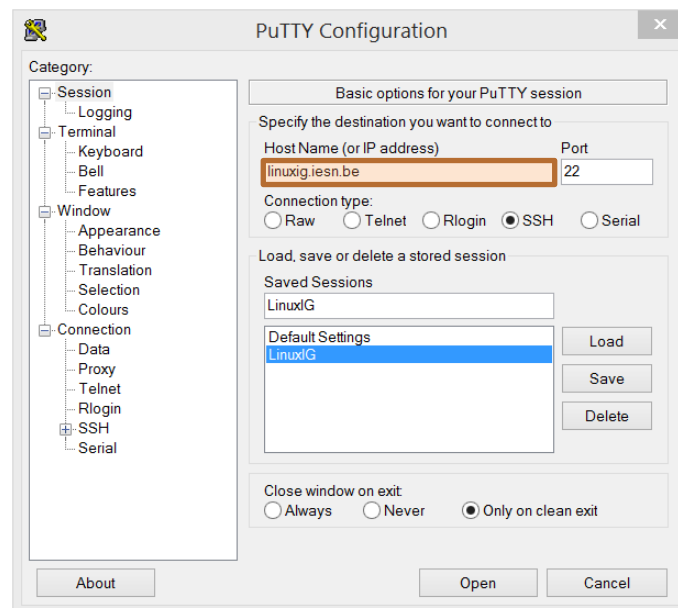 PuTTY Configuration
×
Category:
Session
Logging
Terminal
Keyboard
Bell
Features
Window
Appearance
Behaviour
Translation
Selection
Colours
Connection
Data
Proxy
Telnet
Rlogin
SSH
Serial
Basic options for your PuTTY session
Specify the destination you want to connect to
Host Name (or IP address) Port
linuxig.iesn.be 22
Connection type:
Raw Telnet Rlogin SSH Serial
Load, save or delete a stored session
Saved Sessions
LinuxIG
Default Settings
LinuxIG
Load
Save
Delete
Close window on exit:
Always Never Only on clean exit
About Open Cancel